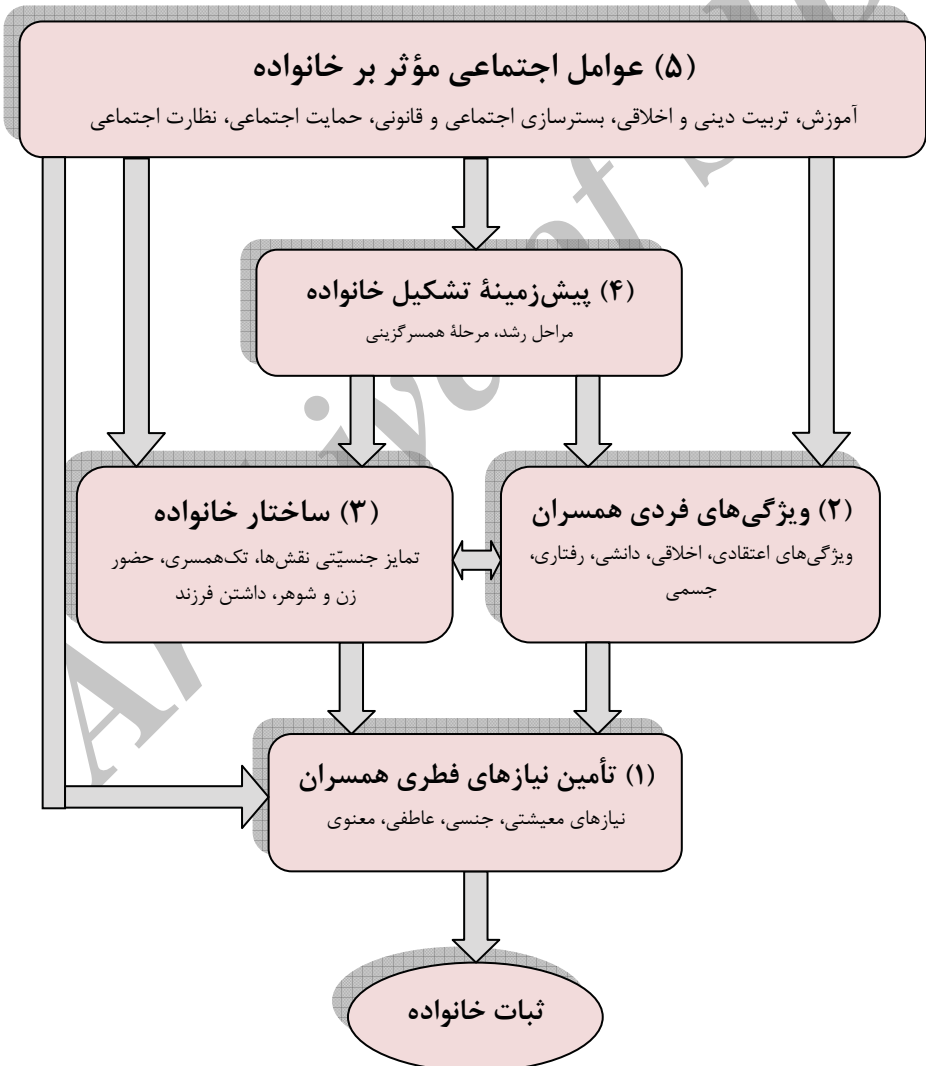 (۵) عوامل اجتماعی مؤثر بر خانواده
آموزش، تربیت دینی و اخلاقی، بسترسازی اجتماعی و قانونی، حمایت اجتماعی، نظارت اجتماعی
(۴) پیش‌زمینهٔ تشکیل خانواده
مراحل رشد، مرحلهٔ همسرگزینی
(۲) ویژگی‌های فردی همسران
ویژگی‌های اعتقادی، اخلاقی، دانشی، رفتاری،
جسمی
(۳) ساختار خانواده
تمایز جنسیّتی نقش‌ها، تک‌همسری، حضور
زن و شوهر، داشتن فرزند
(۱) تأمین نیازهای فطری همسران
نیازهای معیشتی، جنسی، عاطفی، معنوی
ثبات خانواده